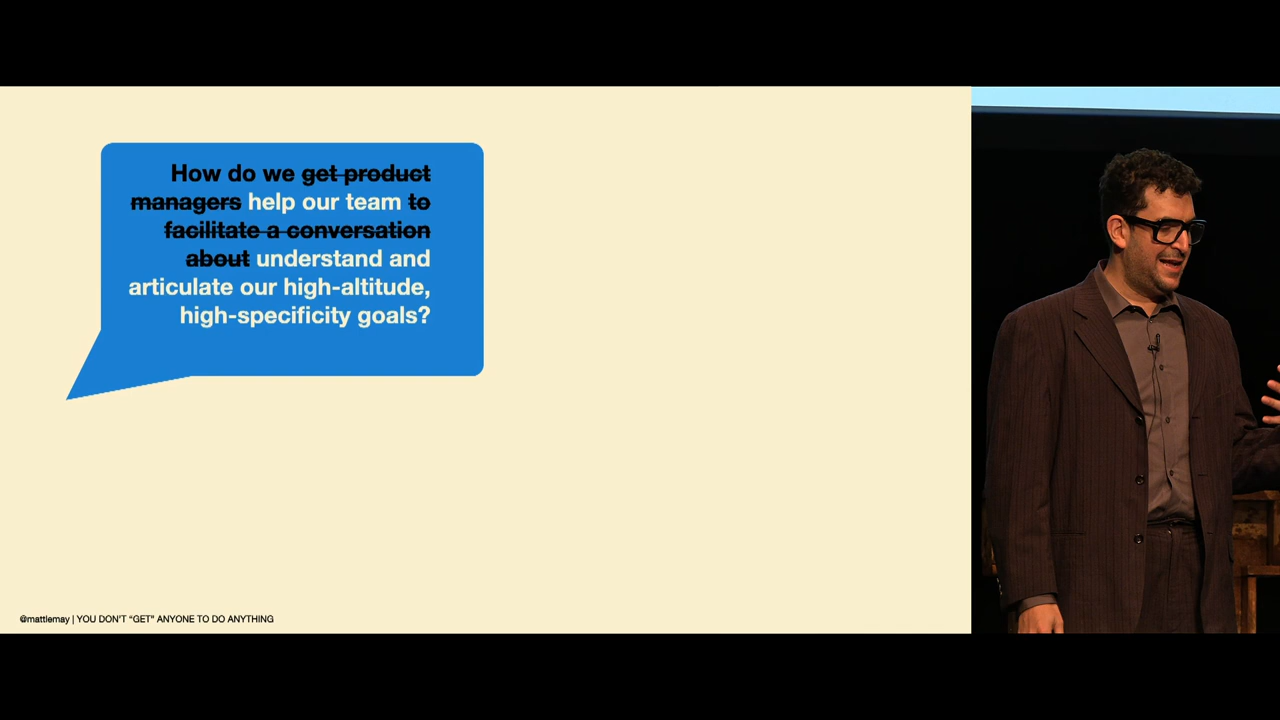 How do we get product
managers help our team to
facilitate a conversation
about understand and
articulate our high-altitude,
high-specificity goals?
@mattlemay | YOU DON'T “GET” ANYONE TO DO ANYTHING